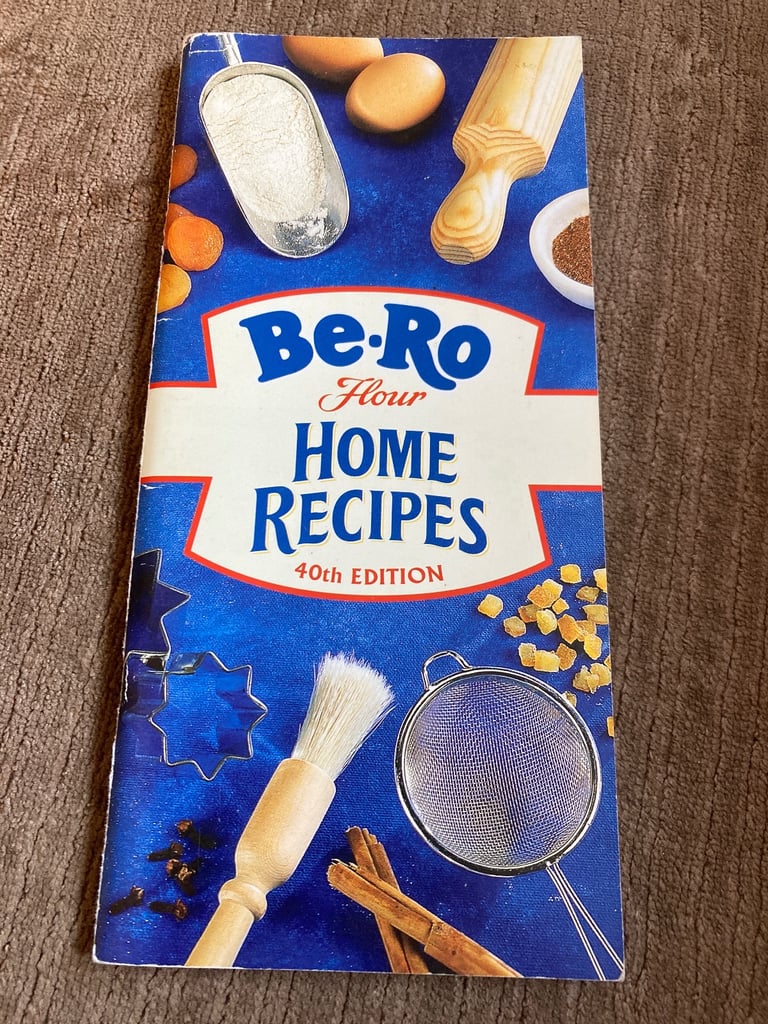 Be-Ro
Flour
HOME
RECIPES
40th EDITION